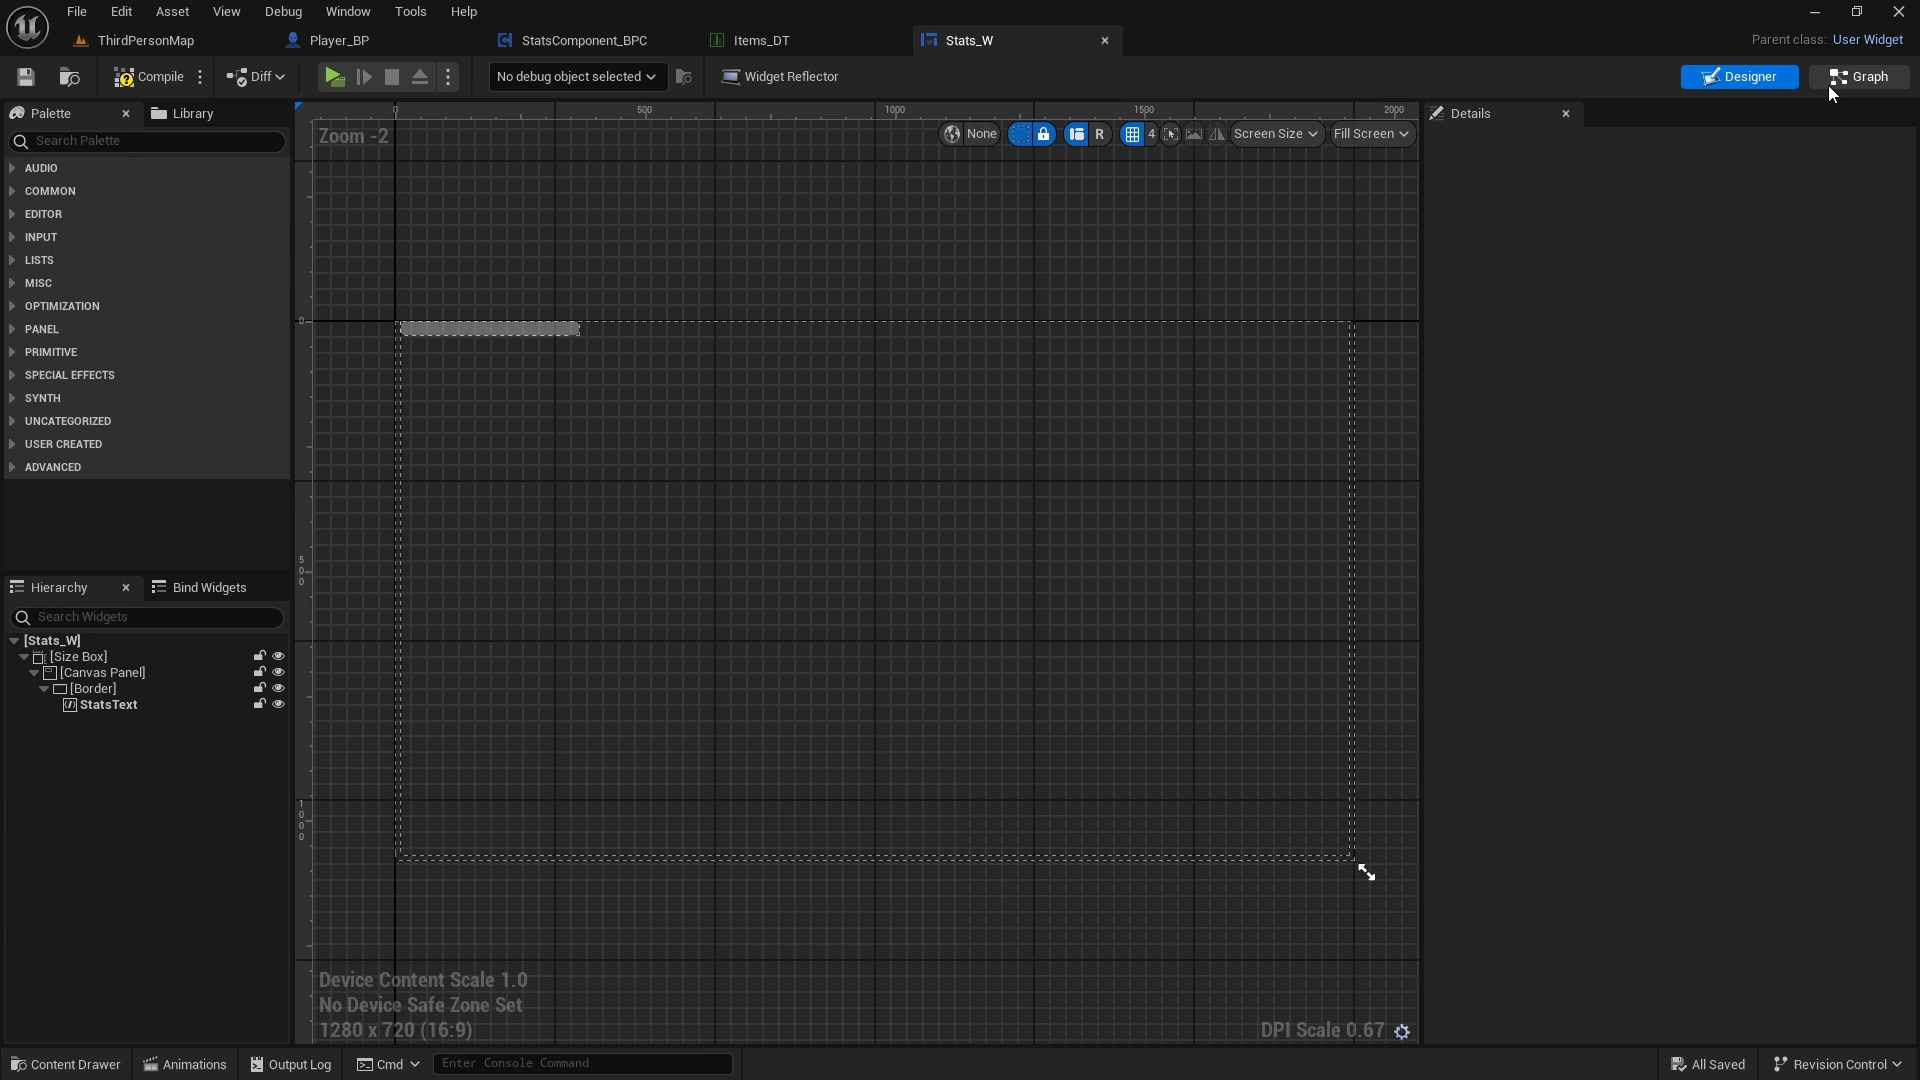 File Edit Asset View Debug Window Tools Help
ThirdPersonMap Player_BP StatsComponent_BPC Items_DT Stats_W Parent class: User Widget
Compile Diff No debug object selected Widget Reflector Designer Graph
Palette Library Details
Search Palette
0 500 1000 1500 2000
Zoom -2 None R 4 Screen Size Fill Screen
AUDIO
COMMON
EDITOR
INPUT
LISTS
MISC
OPTIMIZATION
PANEL
PRIMITIVE
SPECIAL EFFECTS
SYNTH
UNCATEGORIZED
USER CREATED
ADVANCED
0
500
1000
Hierarchy Bind Widgets
Search Widgets
[Stats_W]
[Size Box]
[Canvas Panel]
[Border]
StatsText
Device Content Scale 1.0
No Device Safe Zone Set
1280 x 720 (16:9) DPI Scale 0.67
Content Drawer Animations Output Log Cmd Enter Console Command All Saved Revision Control